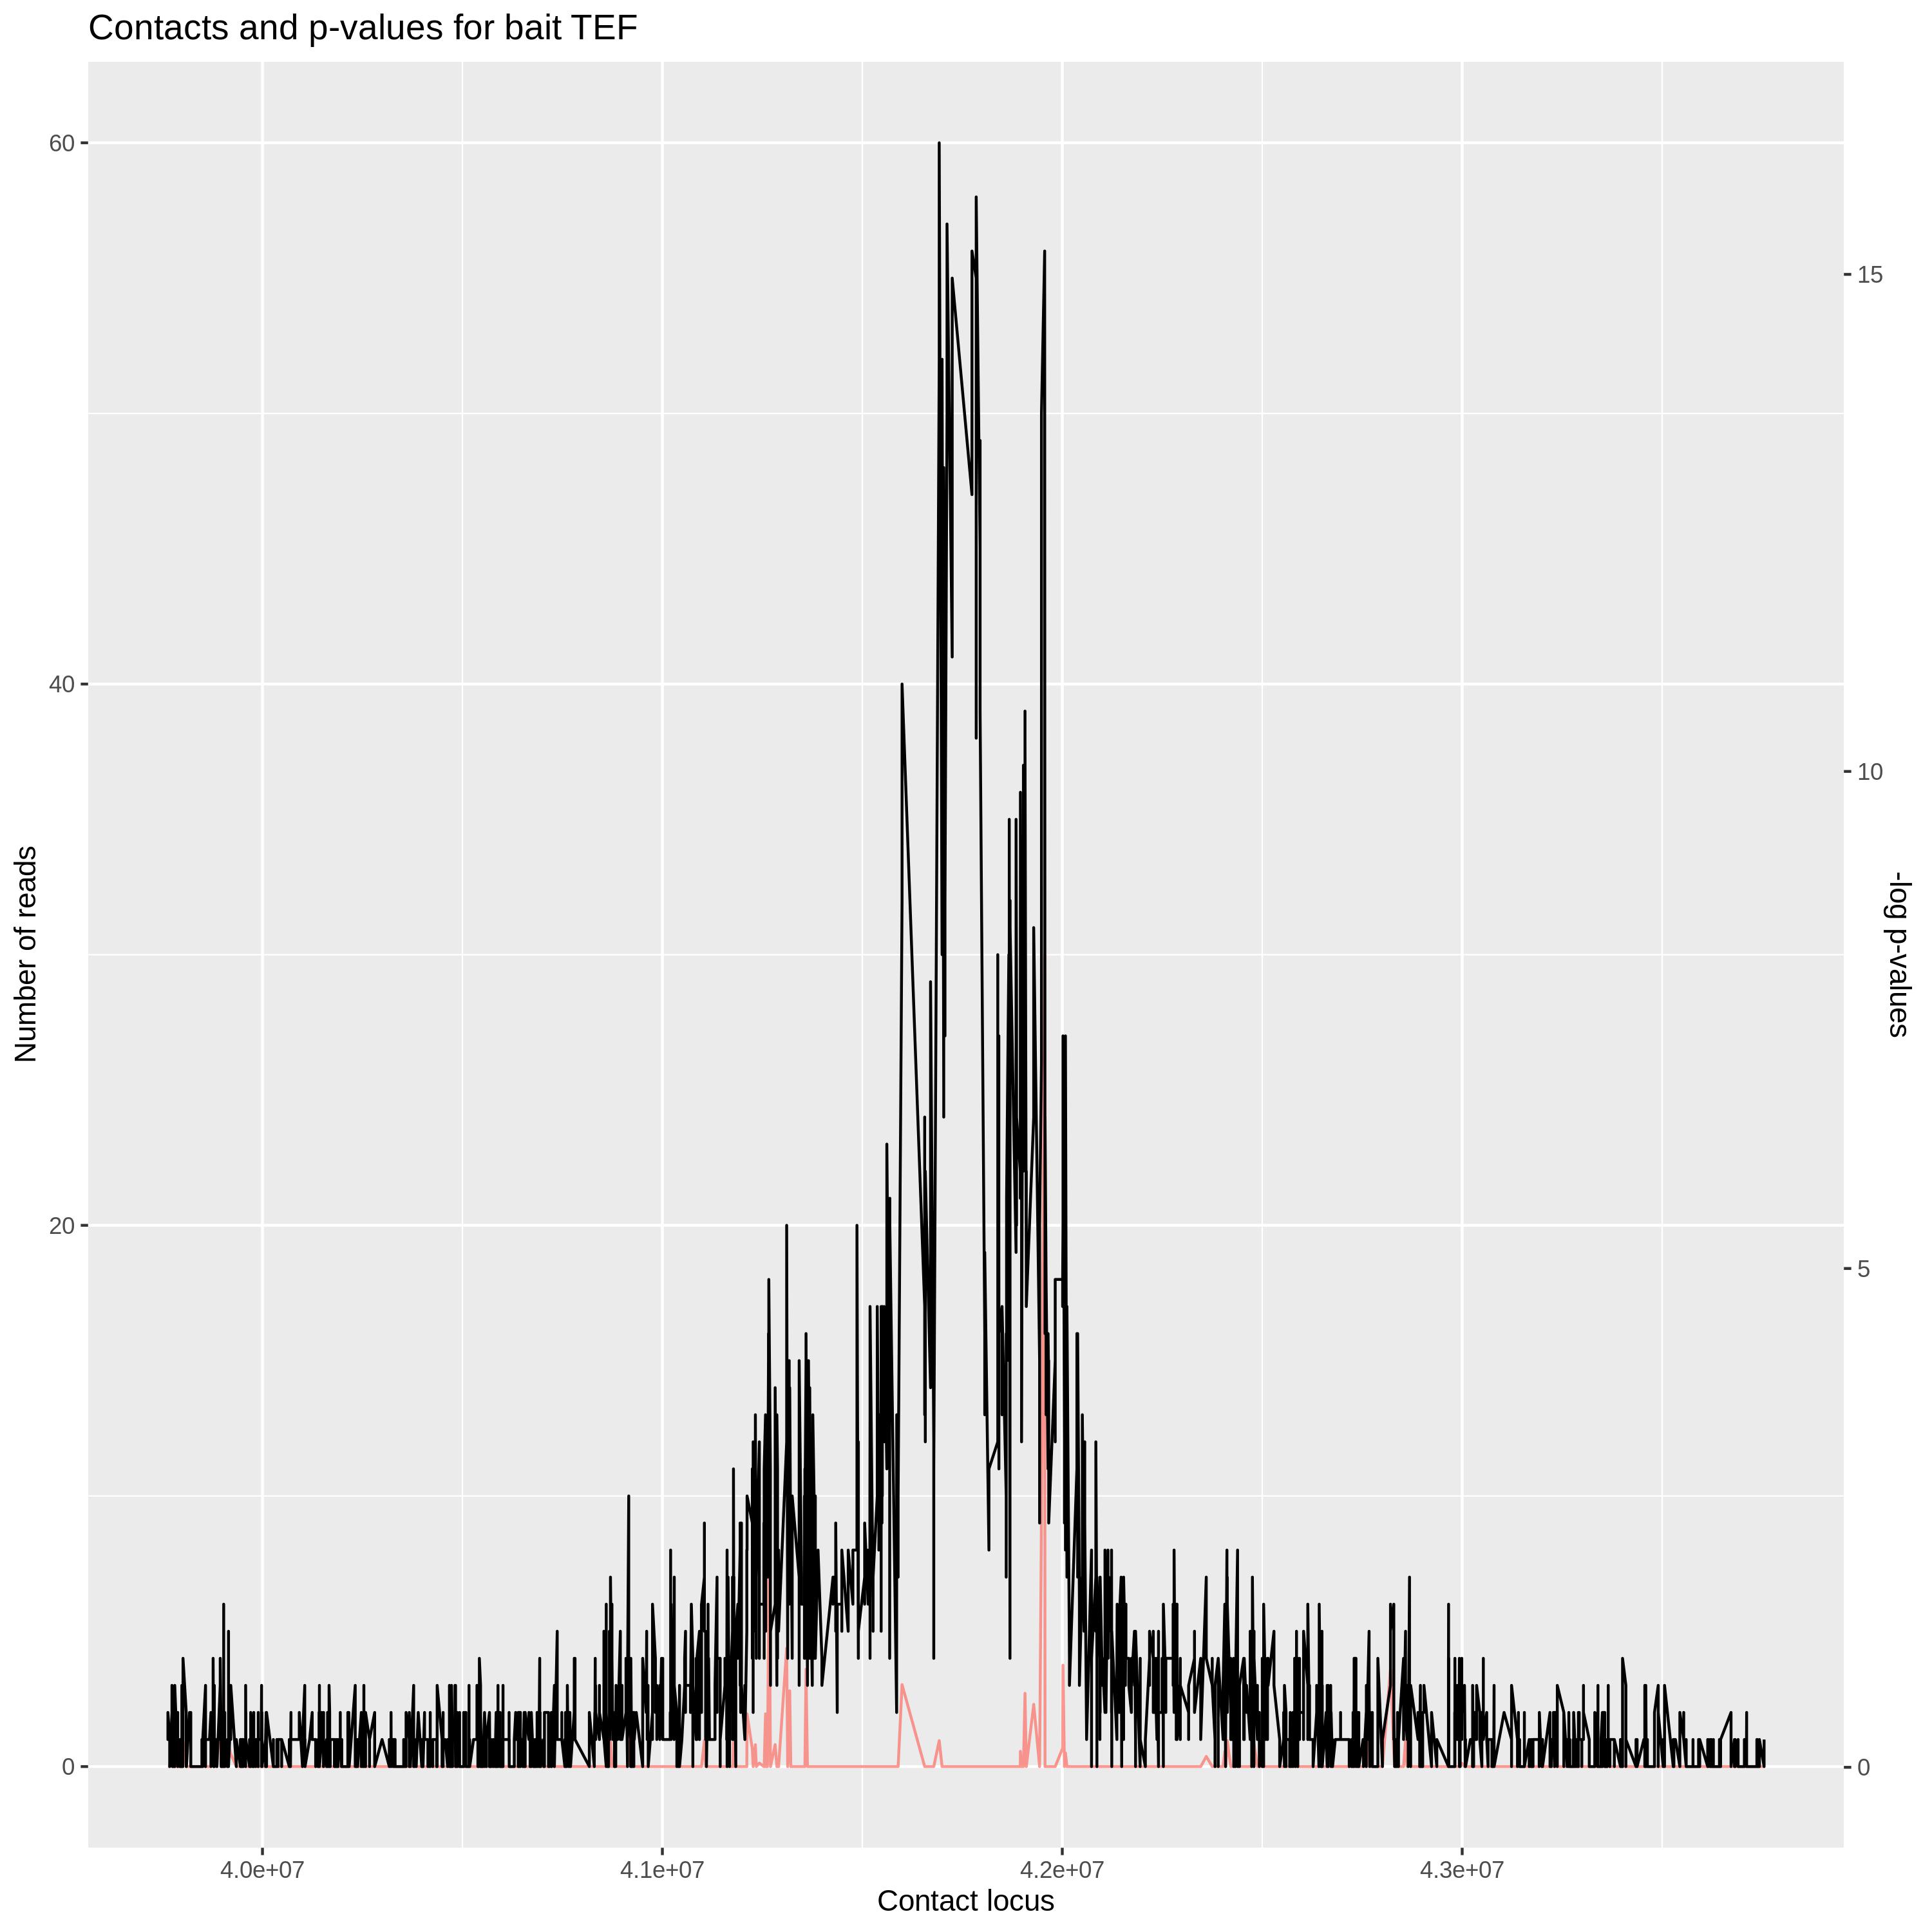 Contacts and p-values for bait TEF
60
40
20
0
Number of reads
15
10
5
0
-log p-values
4.0e+07
4.1e+07
4.2e+07
4.3e+07
Contact locus